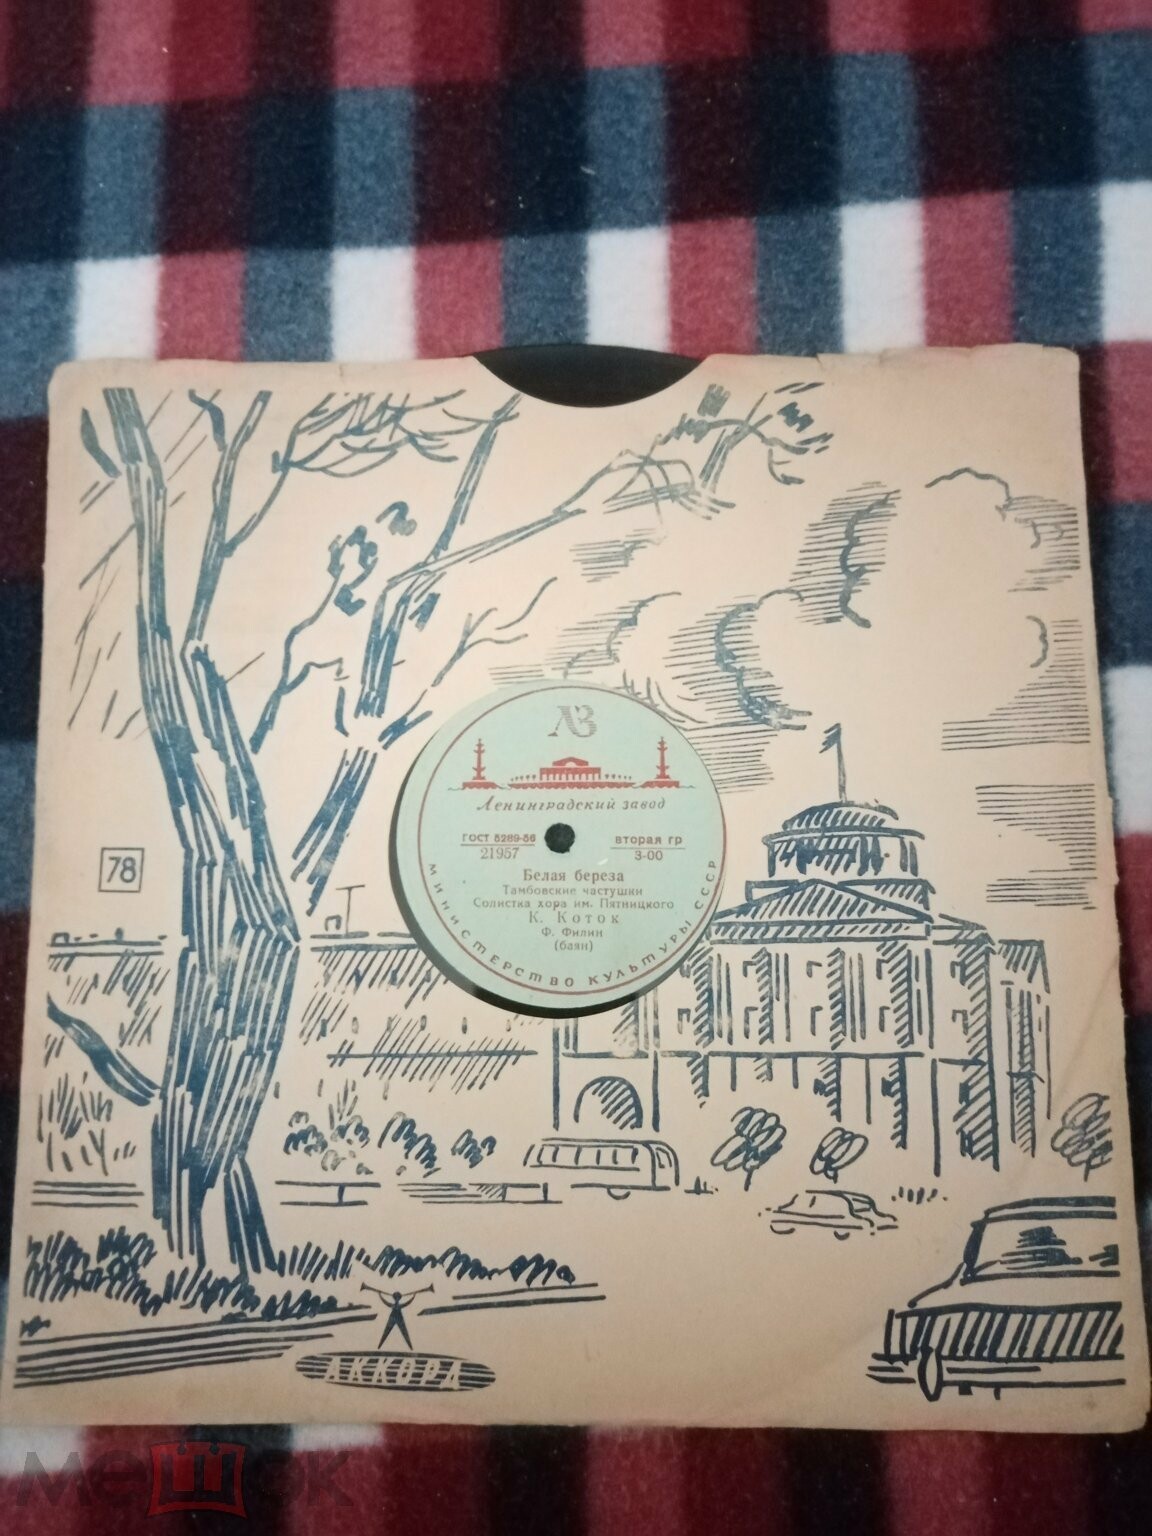 ЛЗ
Ленинградский завод
ГОСТ 5289-56
21957
вторая гр
3-00
Белая береза
Тамбовские частушки
Солистка хора им. Пятницкого
К. Коток
Ф. Филин
(баян)
МИНИСТЕРСТВО КУЛЬТУРЫ СССР
78
АККОРД
мешок